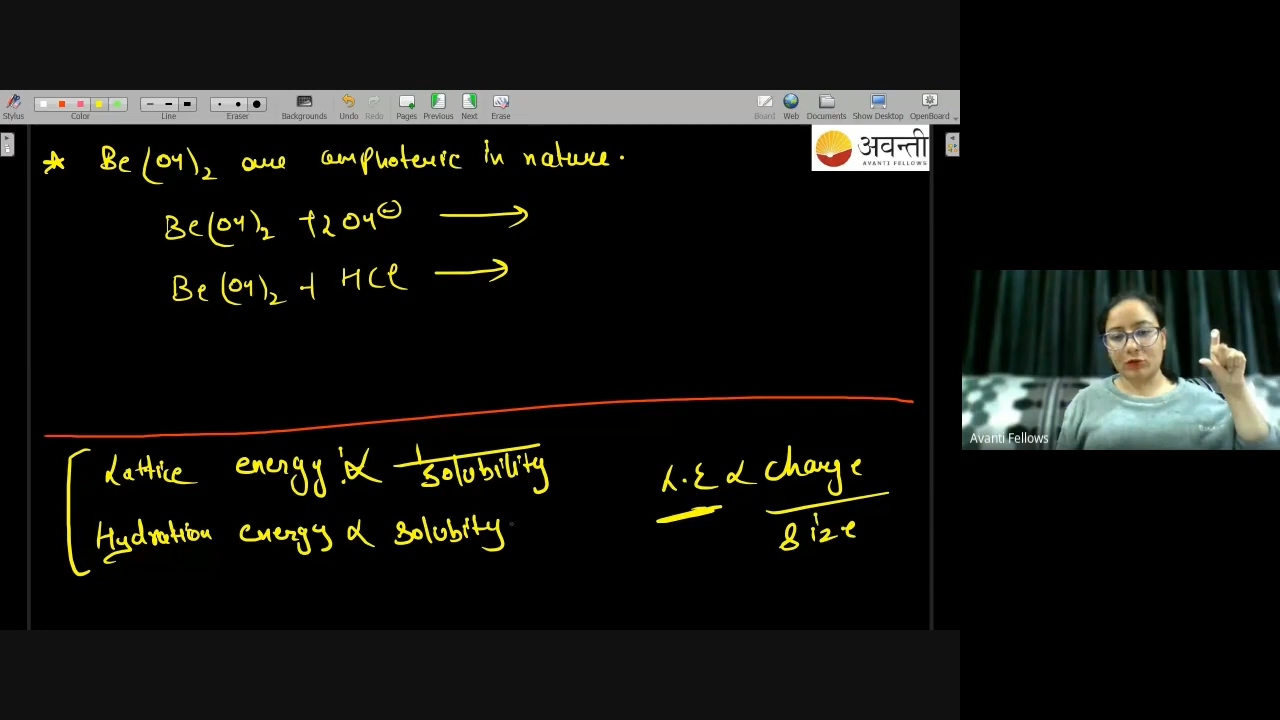 Stylus Color Line Eraser Backgrounds Undo Redo Pages Previous Next Erase Board Web Documents Show Desktop OpenBoard
* Be(OH)2 are amphoteric in nature.
अवन्ती
AVANTI FELLOWS
Be(OH)2 + 2OH⊖ ⟶
Be(OH)2 + HCl ⟶
Avanti Fellows
Lattice energy ∝ 1/solubility
L.E ∝ charge/size
Hydration energy ∝ solubity